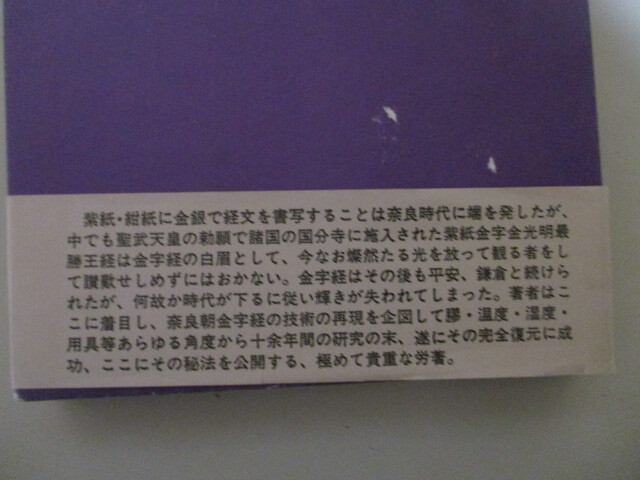 紫紙・紺紙に金銀で経文を書写することは奈良時代に端を発したが、
中でも聖武天皇の勅願で諸国の国分寺に施入された紫紙金字金光明最
勝王経は金字経の白眉として、今なお燦然たる光を放って観る者をし
て讃歎せしめずにはおかない。金字経はその後も平安、鎌倉と続けら
れたが、何故か時代が下るに従い輝きが失われてしまった。著者はこ
こに着目し、奈良朝金字経の技術の再現を企図して膠・温度・湿度・
用具等あらゆる角度から十余年間の研究の末、遂にその完全復元に成
功、ここにその秘法を公開する、極めて貴重な労著。